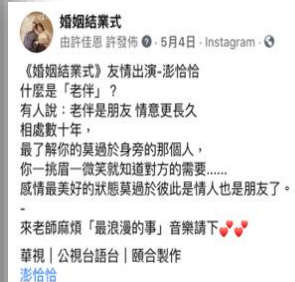 婚姻結業式
由許佳恩 許發佈 · 5月4日 · Instagram ·
《婚姻結業式》友情出演-澎恰恰
什麼是「老伴」?
有人說:老伴是朋友 情意更長久
相處數十年,
最了解你的莫過於身旁的那個人,
你一挑眉一微笑就知道對方的需要......
感情最美好的狀態莫過於彼此是情人也是朋友了。
-
來老師麻煩「最浪漫的事」音樂請下💕💕
華視|公視台語台|頤合製作
澎恰恰